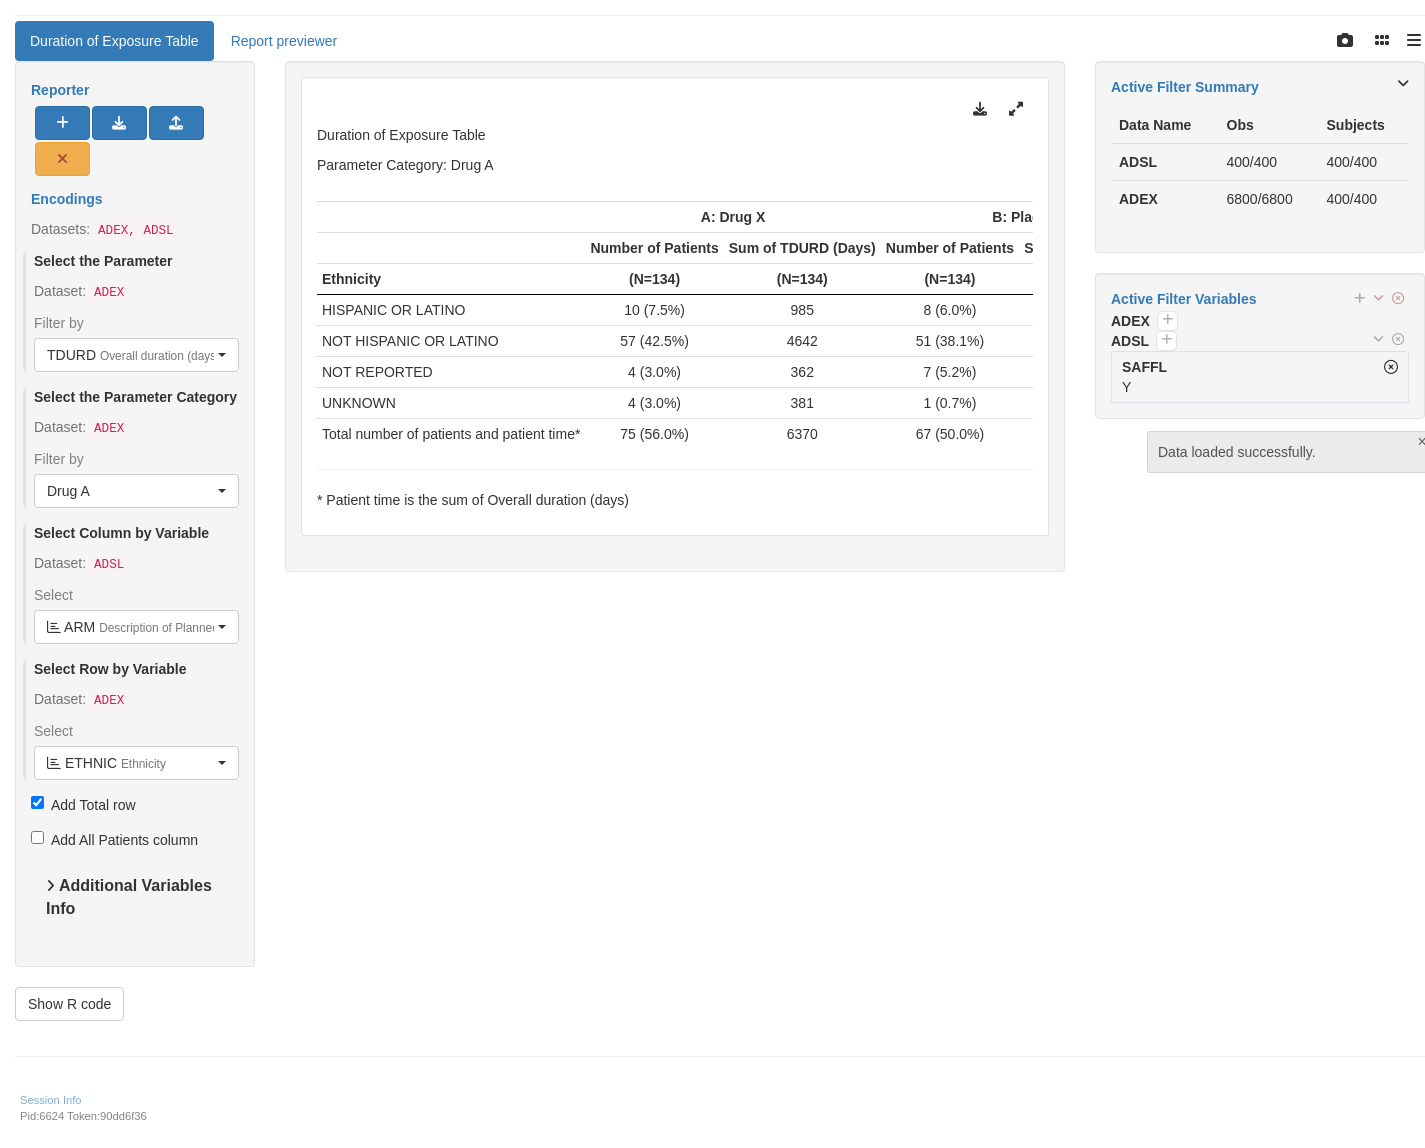 Duration of Exposure Table
Report previewer
Reporter
Encodings
Datasets: ADEX, ADSL
Select the Parameter
Dataset: ADEX
Filter by
TDURD Overall duration (days
Select the Parameter Category
Dataset: ADEX
Filter by
Drug A
Select Column by Variable
Dataset: ADSL
Select
ARM Description of Planned
Select Row by Variable
Dataset: ADEX
Select
ETHNIC Ethnicity
Add Total row
Add All Patients column
Additional Variables
Info
Show R code
Duration of Exposure Table
Parameter Category: Drug A
A: Drug X B: Pla
Number of Patients Sum of TDURD (Days) Number of Patients S
Ethnicity (N=134) (N=134) (N=134)
HISPANIC OR LATINO 10 (7.5%) 985 8 (6.0%)
NOT HISPANIC OR LATINO 57 (42.5%) 4642 51 (38.1%)
NOT REPORTED 4 (3.0%) 362 7 (5.2%)
UNKNOWN 4 (3.0%) 381 1 (0.7%)
Total number of patients and patient time* 75 (56.0%) 6370 67 (50.0%)
* Patient time is the sum of Overall duration (days)
Active Filter Summary
Data Name Obs Subjects
ADSL 400/400 400/400
ADEX 6800/6800 400/400
Active Filter Variables
ADEX
ADSL
SAFFL
Y
Data loaded successfully.
Session Info
Pid:6624 Token:90dd6f36